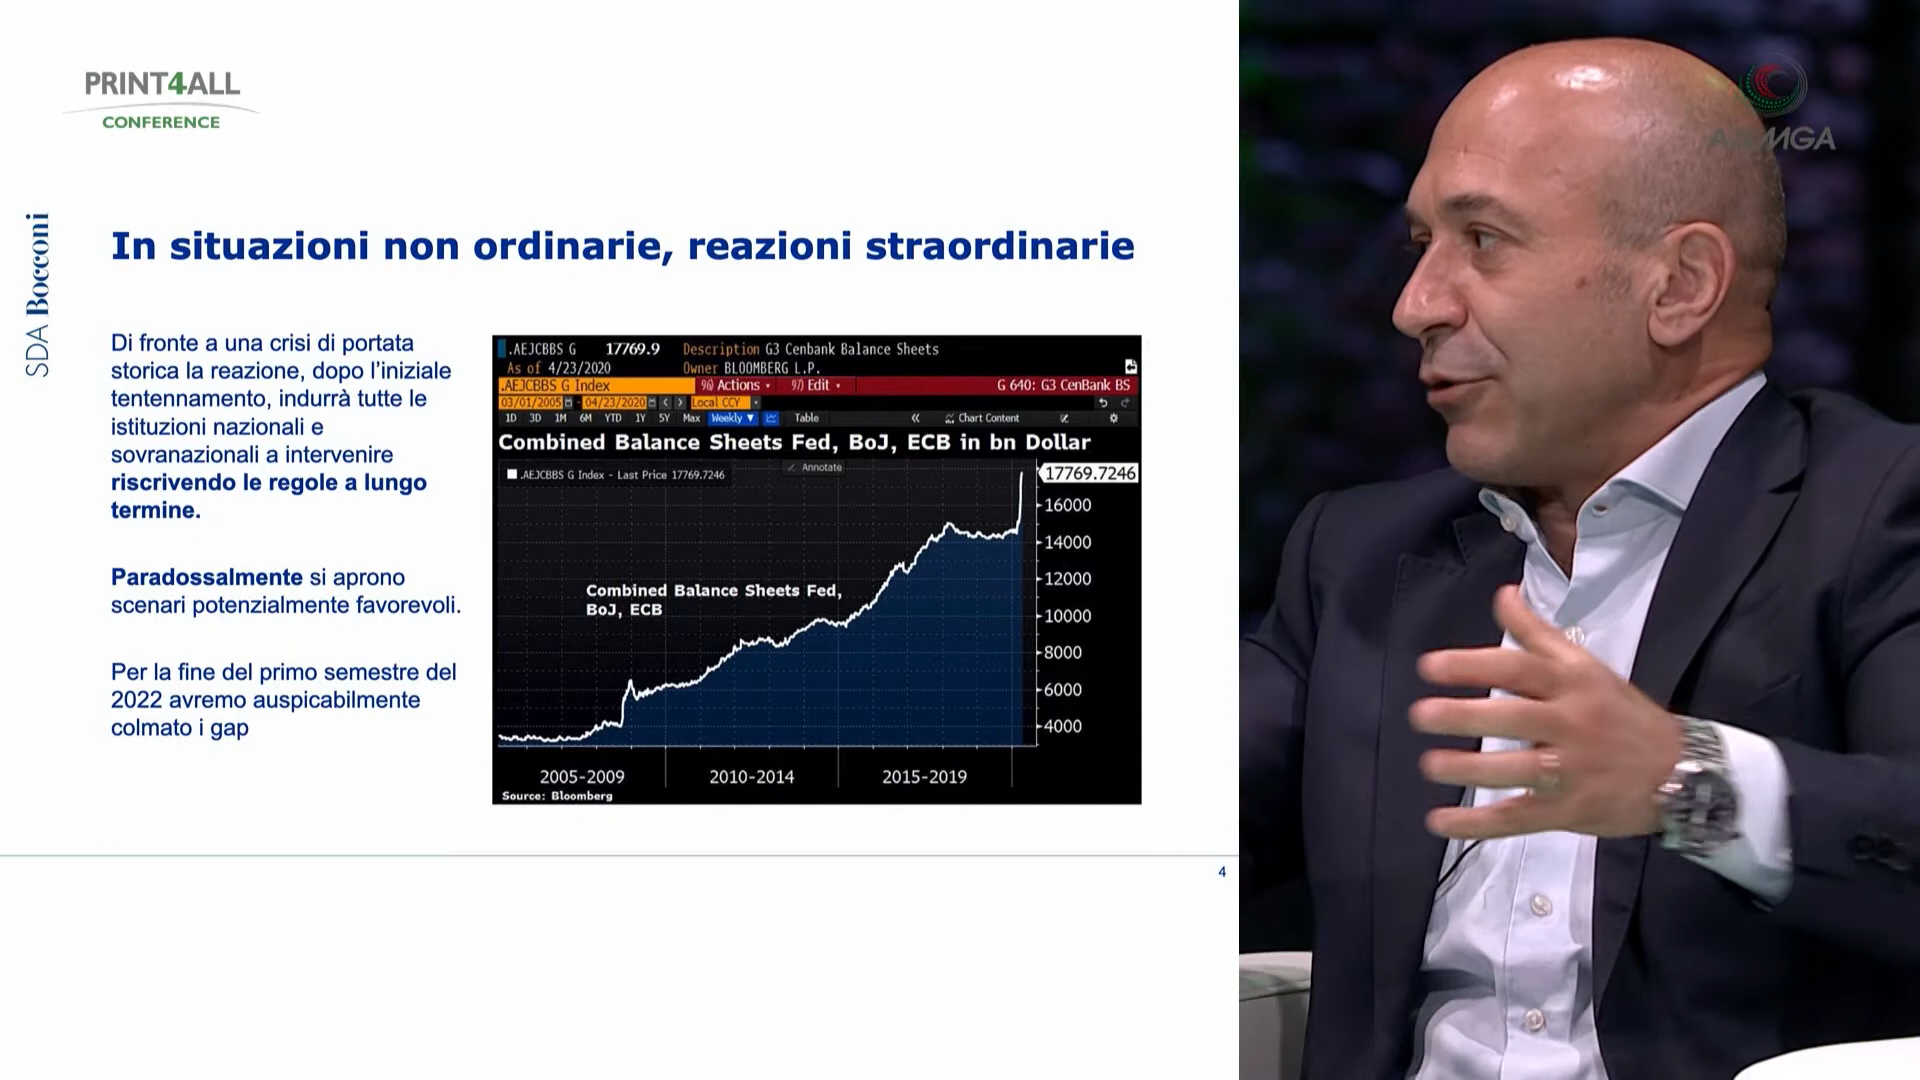 PRINT4ALL
CONFERENCE
SDA Bocconi
In situazioni non ordinarie, reazioni straordinarie
Di fronte a una crisi di portata
storica la reazione, dopo l'iniziale
tentennamento, indurrà tutte le
istituzioni nazionali e
sovranazionali a intervenire
riscrivendo le regole a lungo
termine.
Paradossalmente si aprono
scenari potenzialmente favorevoli.
Per la fine del primo semestre del
2022 avremo auspicabilmente
colmato i gap
.AEJCBBS G 17769.9 Description G3 Cenbank Balance Sheets
As of 4/23/2020 Owner BLOOMBERG L.P.
.AEJCBBS G Index 98) Actions 97) Edit G 640: G3 CenBank BS
03/01/2005 - 04/23/2020 Local CCY
1D 3D 1M 6M YTD 1Y 5Y Max Weekly Table Chart Content
Combined Balance Sheets Fed, BoJ, ECB in bn Dollar
.AEJCBBS G Index - Last Price 17769.7246
Annotate
17769.7246
16000
14000
12000
10000
8000
6000
4000
Combined Balance Sheets Fed,
BoJ, ECB
2005-2009 2010-2014 2015-2019
Source: Bloomberg
4